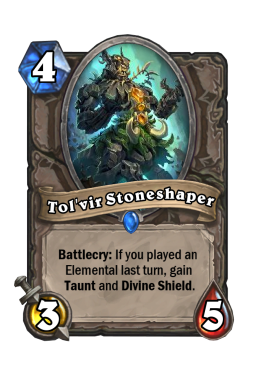 4
Tol'vir Stoneshaper
Battlecry: If you played an
Elemental last turn, gain
Taunt and Divine Shield.
3
5